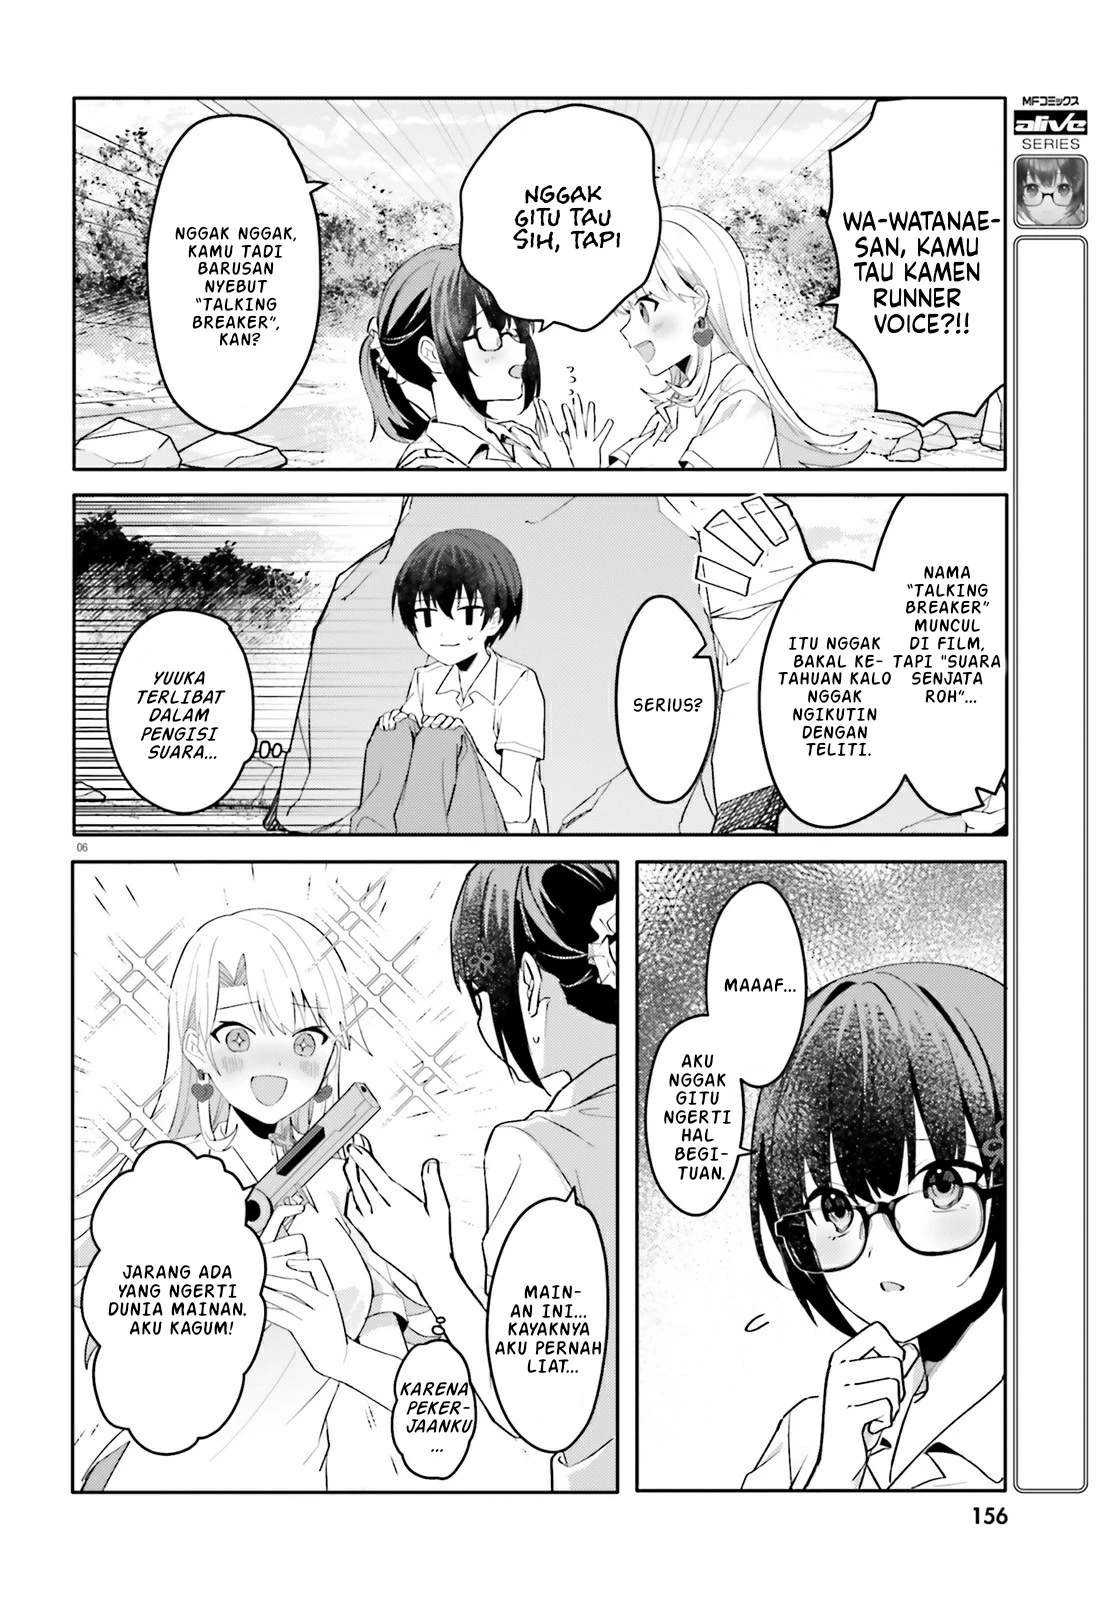 MFコミックス
alive
SERIES
WA-WATANAE-
SAN, KAMU
TAU KAMEN
RUNNER
VOICE?!!
NGGAK
GITU TAU
SIH, TAPI
NGGAK NGGAK,
KAMU TADI
BARUSAN
NYEBUT
“TALKING
BREAKER”,
KAN?
NAMA
“TALKING
BREAKER”
MUNCUL
DI FILM,
TAPI "SUARA
SENJATA
ROH"...
ITU NGGAK
BAKAL KE-
TAHUAN KALO
NGGAK
NGIKUTIN
DENGAN
TELITI.
SERIUS?
YUUKA
TERLIBAT
DALAM
PENGISI
SUARA...
06
MAAAF...
AKU
NGGAK
GITU
NGERTI
HAL
BEGI-
TUAN.
MAIN-
AN INI...
KAYAKNYA
AKU PERNAH
LIAT...
KARENA
PEKER-
JAANKU
...
JARANG ADA
YANG NGERTI
DUNIA MAINAN.
AKU KAGUM!
156